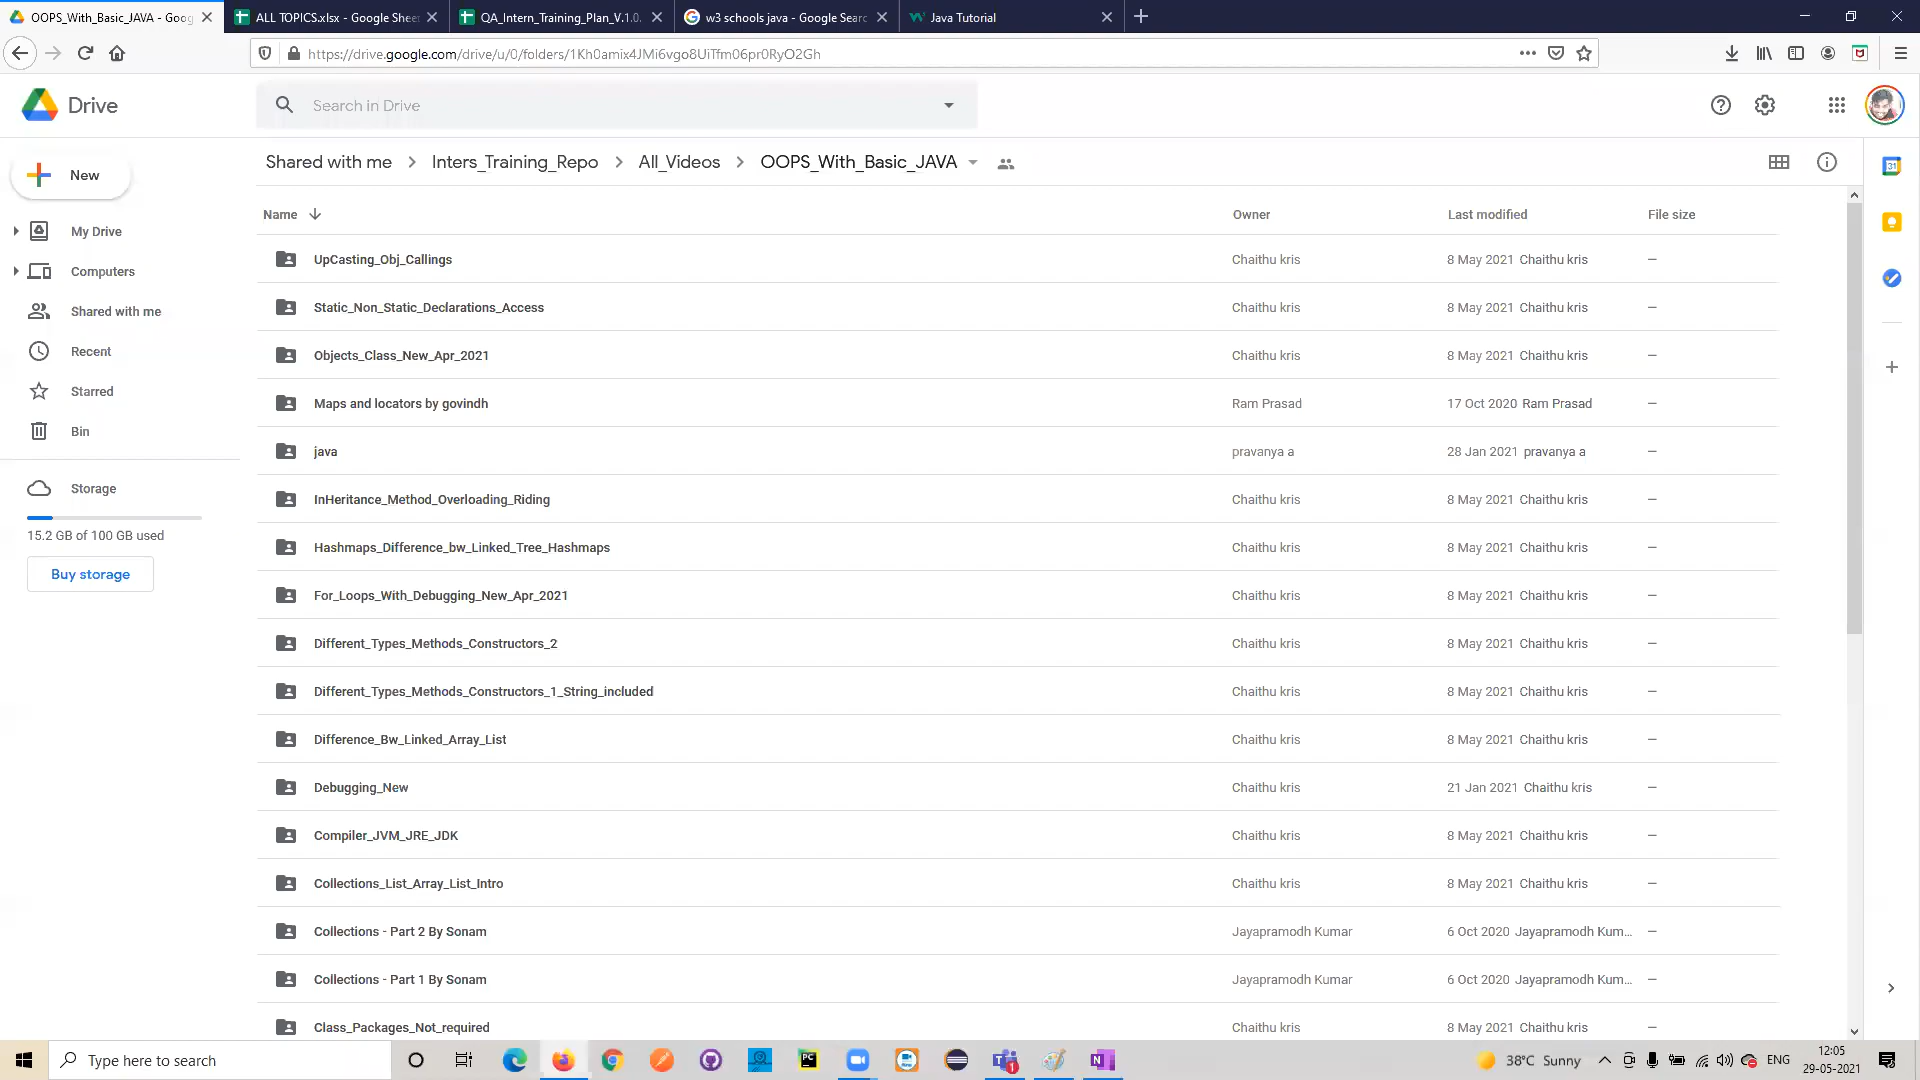 OOPS_With_Basic_JAVA - Goog
ALL TOPICS.xlsx - Google Sheet
QA_Intern_Training_Plan_V.1.0.
w3 schools java - Google Searc
Java Tutorial
https://drive.google.com/drive/u/0/folders/1Kh0amix4JMi6vgo8UiTfm06pr0RyO2Gh
Drive
Search in Drive
New
Shared with me
Inters_Training_Repo
All_Videos
OOPS_With_Basic_JAVA
My Drive
Computers
Shared with me
Recent
Starred
Bin
Storage
15.2 GB of 100 GB used
Buy storage
Name Owner Last modified File size
UpCasting_Obj_Callings Chaithu kris 8 May 2021 Chaithu kris —
Static_Non_Static_Declarations_Access Chaithu kris 8 May 2021 Chaithu kris —
Objects_Class_New_Apr_2021 Chaithu kris 8 May 2021 Chaithu kris —
Maps and locators by govindh Ram Prasad 17 Oct 2020 Ram Prasad —
java pravanya a 28 Jan 2021 pravanya a —
InHeritance_Method_Overloading_Riding Chaithu kris 8 May 2021 Chaithu kris —
Hashmaps_Difference_bw_Linked_Tree_Hashmaps Chaithu kris 8 May 2021 Chaithu kris —
For_Loops_With_Debugging_New_Apr_2021 Chaithu kris 8 May 2021 Chaithu kris —
Different_Types_Methods_Constructors_2 Chaithu kris 8 May 2021 Chaithu kris —
Different_Types_Methods_Constructors_1_String_included Chaithu kris 8 May 2021 Chaithu kris —
Difference_Bw_Linked_Array_List Chaithu kris 8 May 2021 Chaithu kris —
Debugging_New Chaithu kris 21 Jan 2021 Chaithu kris —
Compiler_JVM_JRE_JDK Chaithu kris 8 May 2021 Chaithu kris —
Collections_List_Array_List_Intro Chaithu kris 8 May 2021 Chaithu kris —
Collections - Part 2 By Sonam Jayapramodh Kumar 6 Oct 2020 Jayapramodh Kum... —
Collections - Part 1 By Sonam Jayapramodh Kumar 6 Oct 2020 Jayapramodh Kum... —
Class_Packages_Not_required Chaithu kris 8 May 2021 Chaithu kris —
Type here to search
38°C Sunny
ENG
12:05
29-05-2021